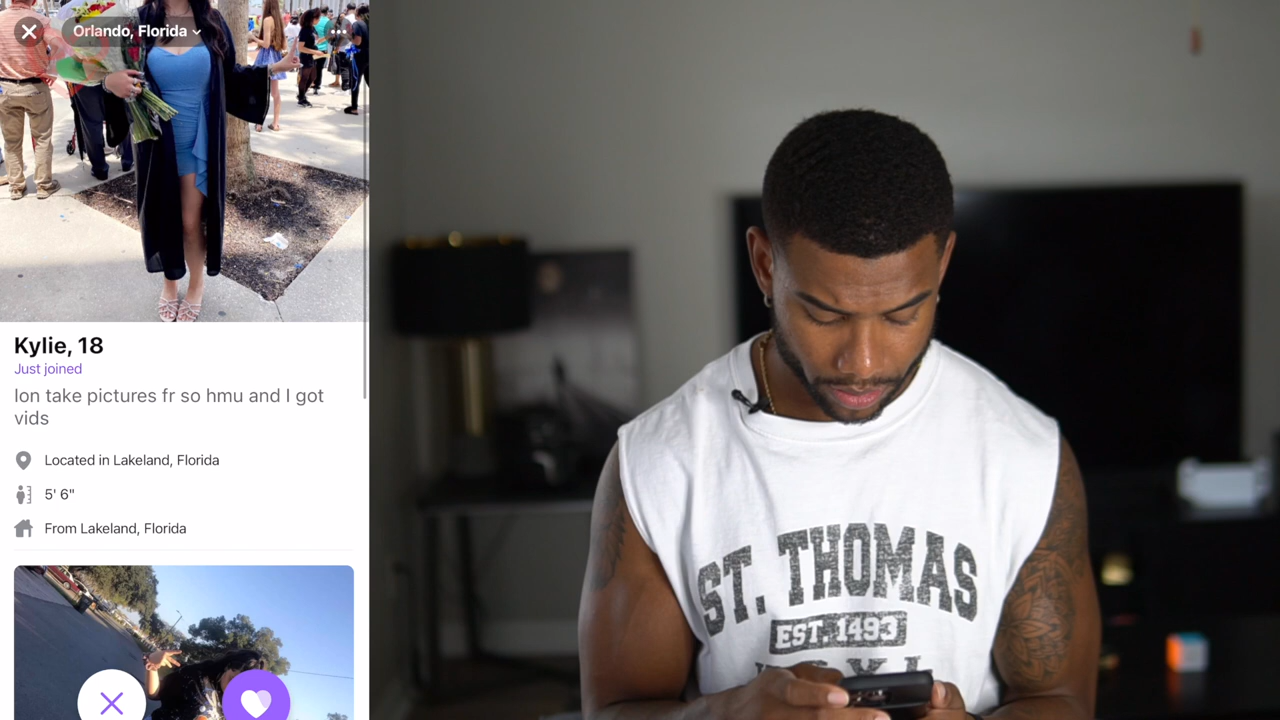 Orlando, Florida
Kylie, 18
Just joined
Ion take pictures fr so hmu and I got
vids
Located in Lakeland, Florida
5' 6"
From Lakeland, Florida
ST. THOMAS
EST. 1493